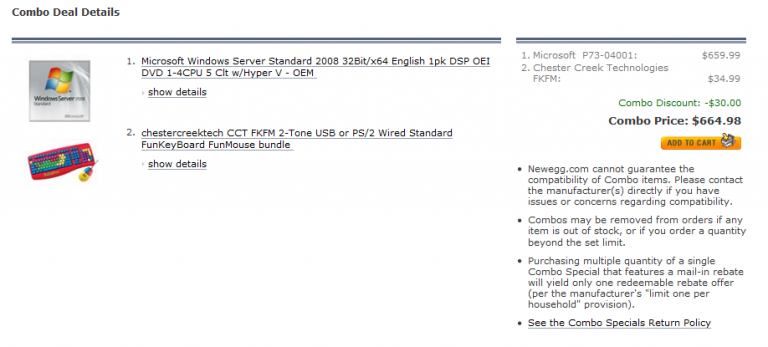 Combo Deal Details
1. Microsoft Windows Server Standard 2008 32Bit/x64 English 1pk DSP OEI
DVD 1-4CPU 5 Clt w/Hyper V - OEM
show details
Windows Server 2008
Standard
Microsoft
2. chestercreektech CCT FKFM 2-Tone USB or PS/2 Wired Standard
FunKeyBoard FunMouse bundle
show details
1. Microsoft P73-04001: $659.99
2. Chester Creek Technologies
FKFM: $34.99
Combo Discount: -$30.00
Combo Price: $664.98
ADD TO CART
• Newegg.com cannot guarantee the
compatibility of Combo items. Please contact
the manufacturer(s) directly if you have
issues or concerns regarding compatibility.
• Combos may be removed from orders if any
item is out of stock, or if you order a quantity
beyond the set limit.
• Purchasing multiple quantity of a single
Combo Special that features a mail-in rebate
will yield only one redeemable rebate offer
(per the manufacturer's "limit one per
household" provision).
• See the Combo Specials Return Policy